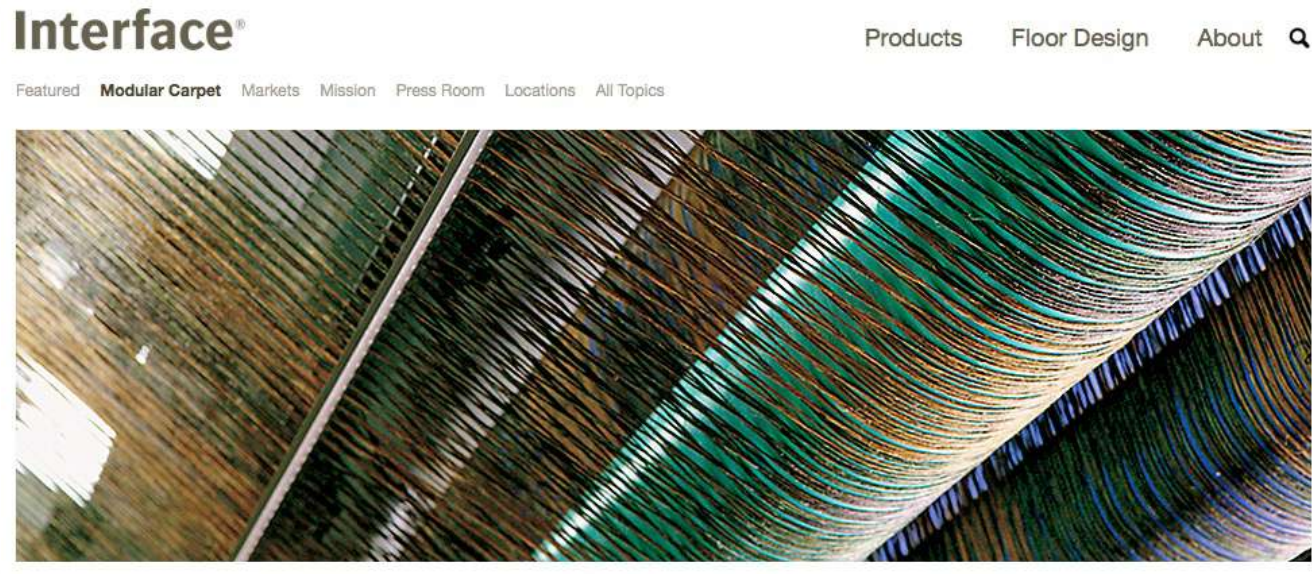 Interface®
Products Floor Design About
Featured Modular Carpet Markets Mission Press Room Locations All Topics